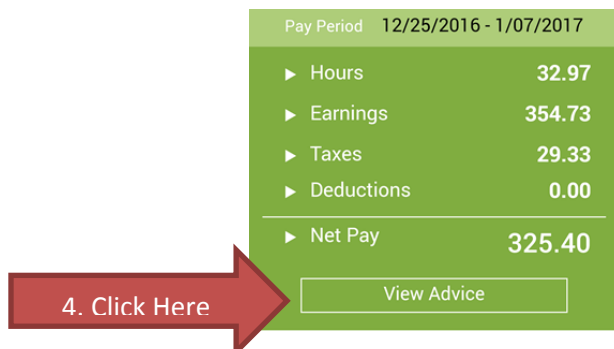 Pay Period 12/25/2016 - 1/07/2017
Hours 32.97
Earnings 354.73
Taxes 29.33
Deductions 0.00
Net Pay 325.40
View Advice
4. Click Here